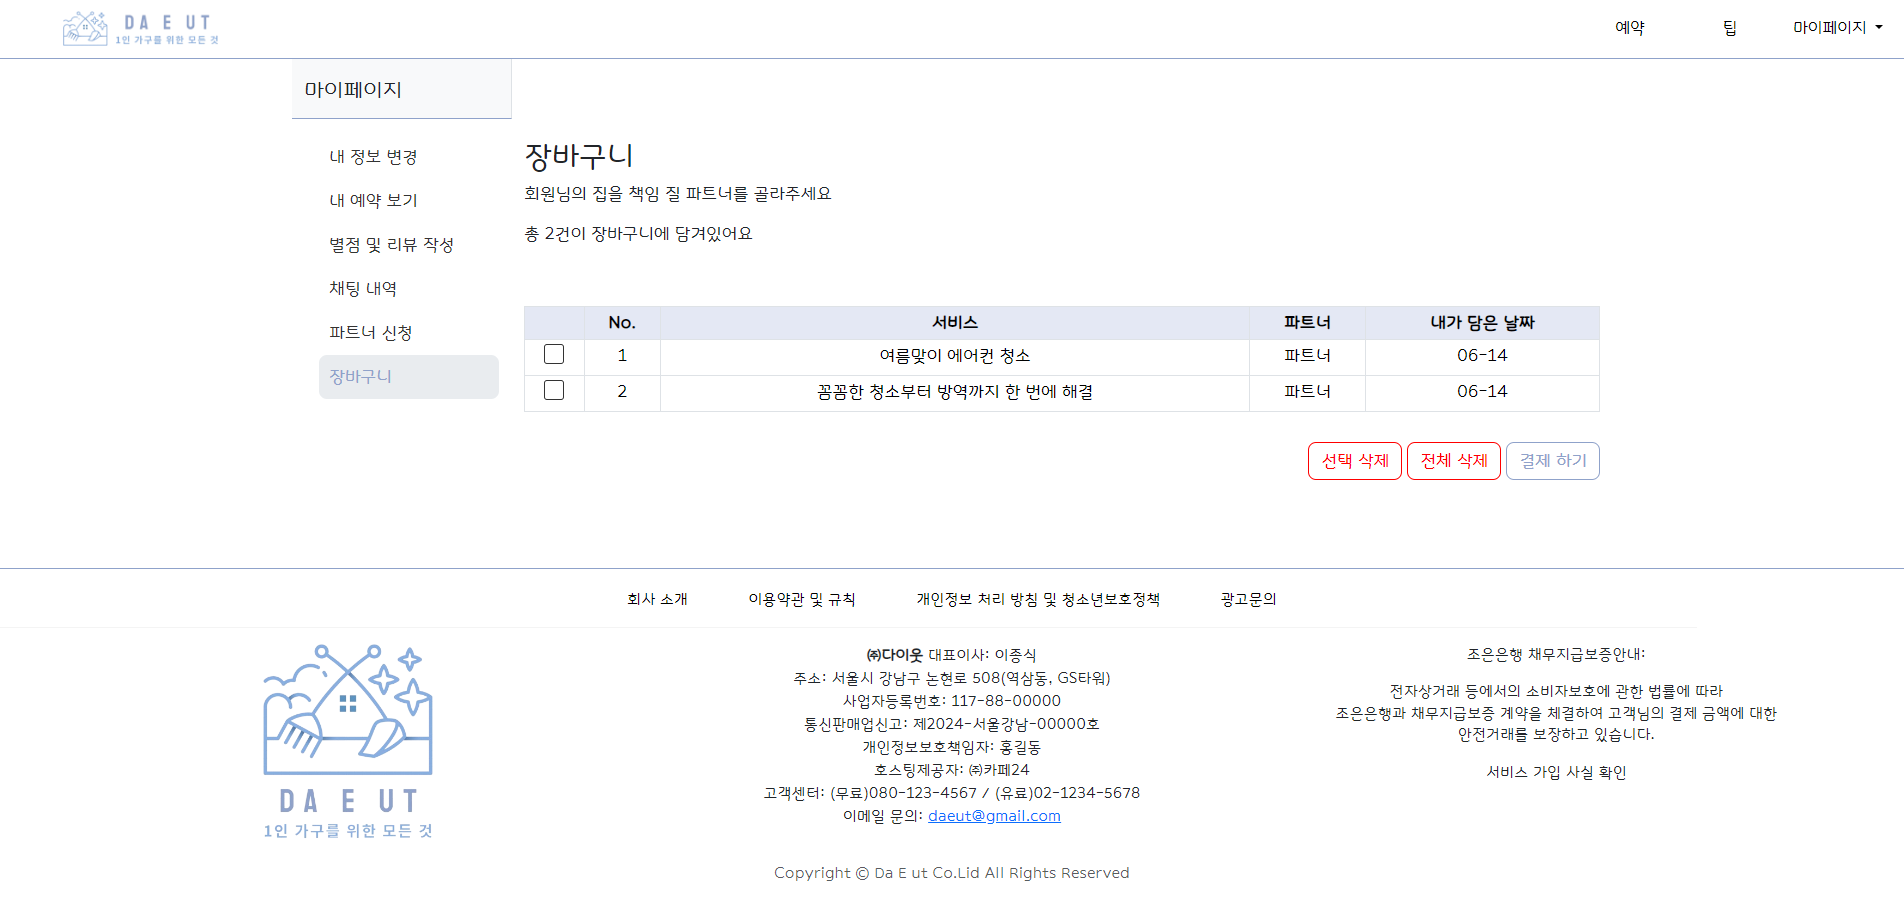 DA E UT
1인 가구를 위한 모든 것
예약
팁
마이페이지
마이페이지
내 정보 변경
내 예약 보기
별점 및 리뷰 작성
채팅 내역
파트너 신청
장바구니
장바구니
회원님의 집을 책임 질 파트너를 골라주세요
총 2건이 장바구니에 담겨있어요
No. 서비스 파트너 내가 담은 날짜
1 여름맞이 에어컨 청소 파트너 06-14
2 꼼꼼한 청소부터 방역까지 한 번에 해결 파트너 06-14
선택 삭제 전체 삭제 결제 하기
회사 소개 이용약관 및 규칙 개인정보 처리 방침 및 청소년보호정책 광고문의
DA E UT
1인 가구를 위한 모든 것
㈜다이웃 대표이사: 이종식
주소: 서울시 강남구 논현로 508(역삼동, GS타워)
사업자등록번호: 117-88-00000
통신판매업신고: 제2024-서울강남-00000호
개인정보보호책임자: 홍길동
호스팅제공자: ㈜카페24
고객센터: (무료)080-123-4567 / (유료)02-1234-5678
이메일 문의: daeut@gmail.com
조은은행 채무지급보증안내:
전자상거래 등에서의 소비자보호에 관한 법률에 따라
조은은행과 채무지급보증 계약을 체결하여 고객님의 결제 금액에 대한
안전거래를 보장하고 있습니다.
서비스 가입 사실 확인
Copyright © Da E ut Co.Lid All Rights Reserved